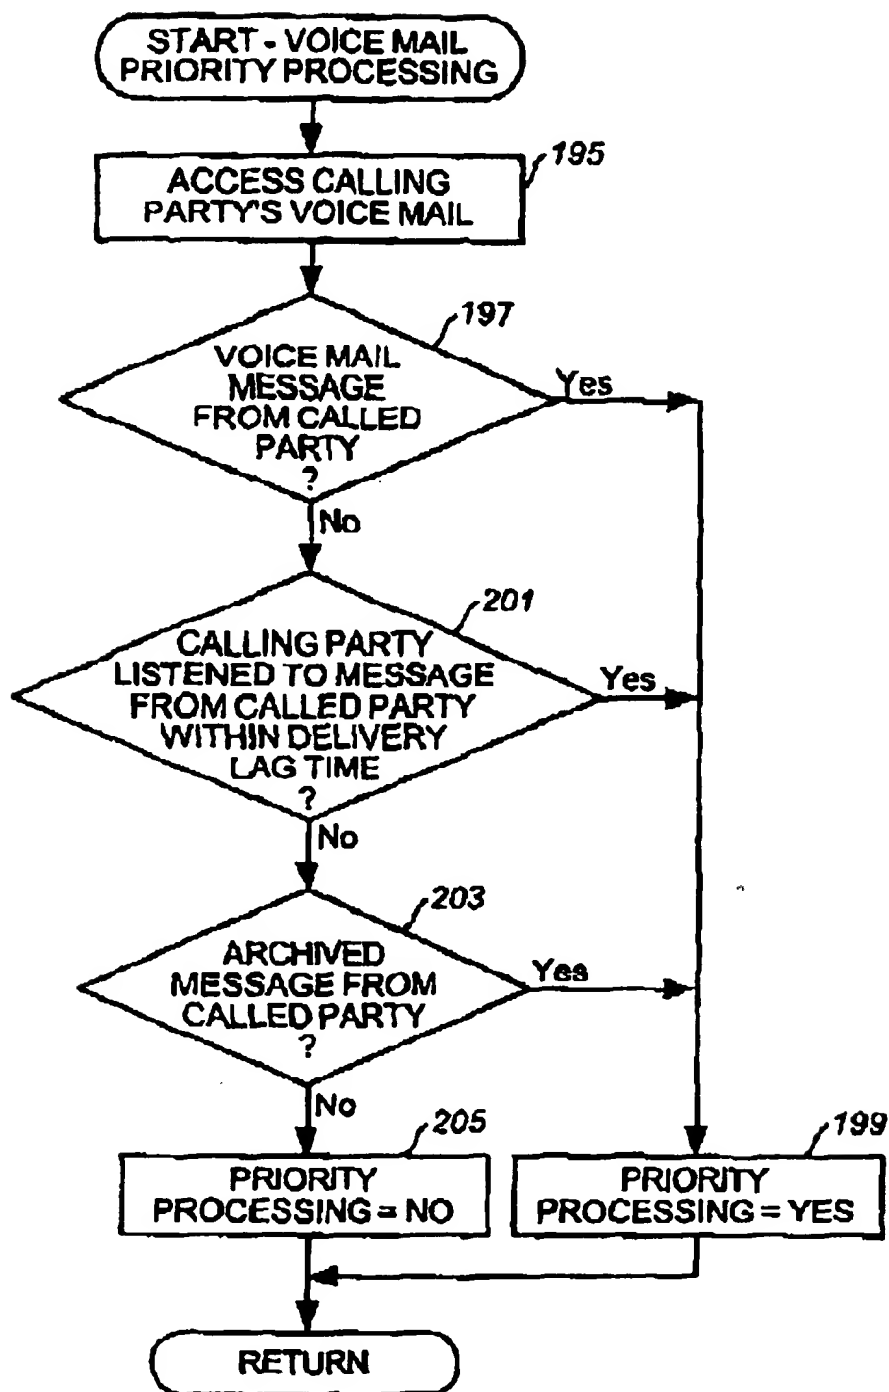 START - VOICE MAIL
PRIORITY PROCESSING
195
ACCESS CALLING
PARTY'S VOICE MAIL
197
VOICE MAIL
MESSAGE
FROM CALLED
PARTY
?
Yes
No
201
CALLING PARTY
LISTENED TO MESSAGE
FROM CALLED PARTY
WITHIN DELIVERY
LAG TIME
?
Yes
No
203
ARCHIVED
MESSAGE FROM
CALLED PARTY
?
Yes
No
205
PRIORITY
PROCESSING = NO
199
PRIORITY
PROCESSING = YES
RETURN